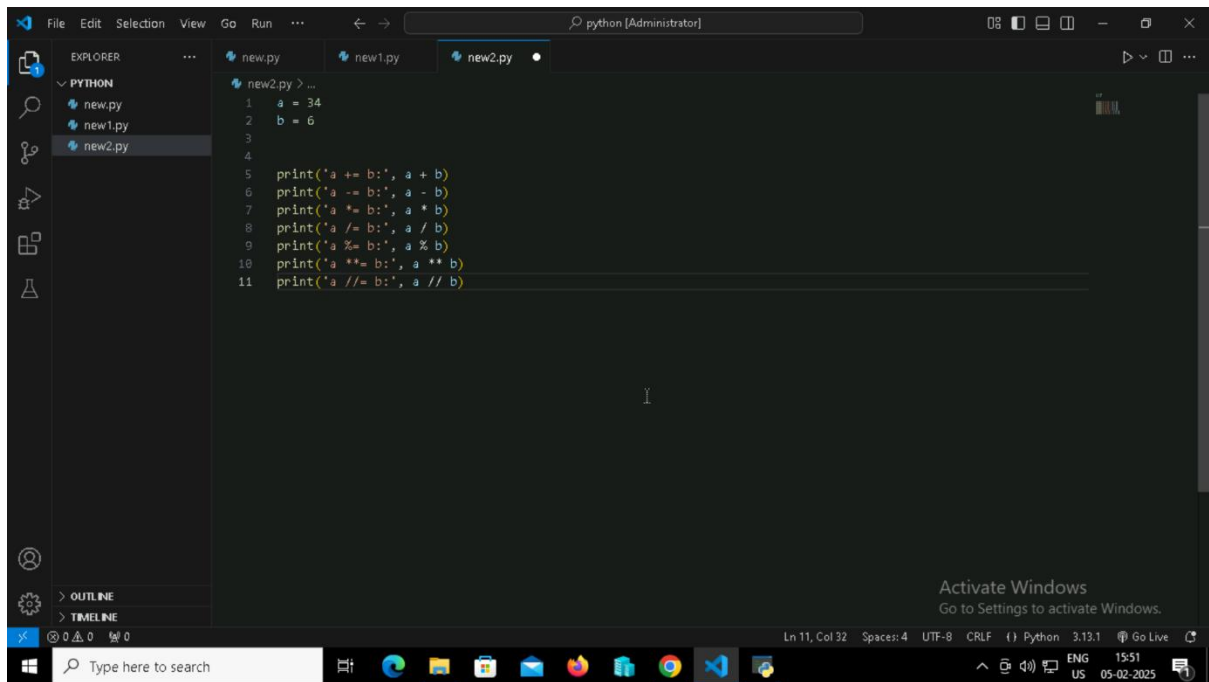 File Edit Selection View Go Run ··· python [Administrator]
EXPLORER ···
PYTHON
new.py
new1.py
new2.py
OUTLINE
TIMELINE
new.py new1.py new2.py
new2.py > ...
1 a = 34
2 b = 6
3
4
5 print('a += b:', a + b)
6 print('a -= b:', a - b)
7 print('a *= b:', a * b)
8 print('a /= b:', a / b)
9 print('a %= b:', a % b)
10 print('a **= b:', a ** b)
11 print('a //= b:', a // b)
Activate Windows
Go to Settings to activate Windows.
0 0 0 Ln 11, Col 32 Spaces: 4 UTF-8 CRLF Python 3.13.1 Go Live
Type here to search
ENG
US
15:51
05-02-2025
1
1